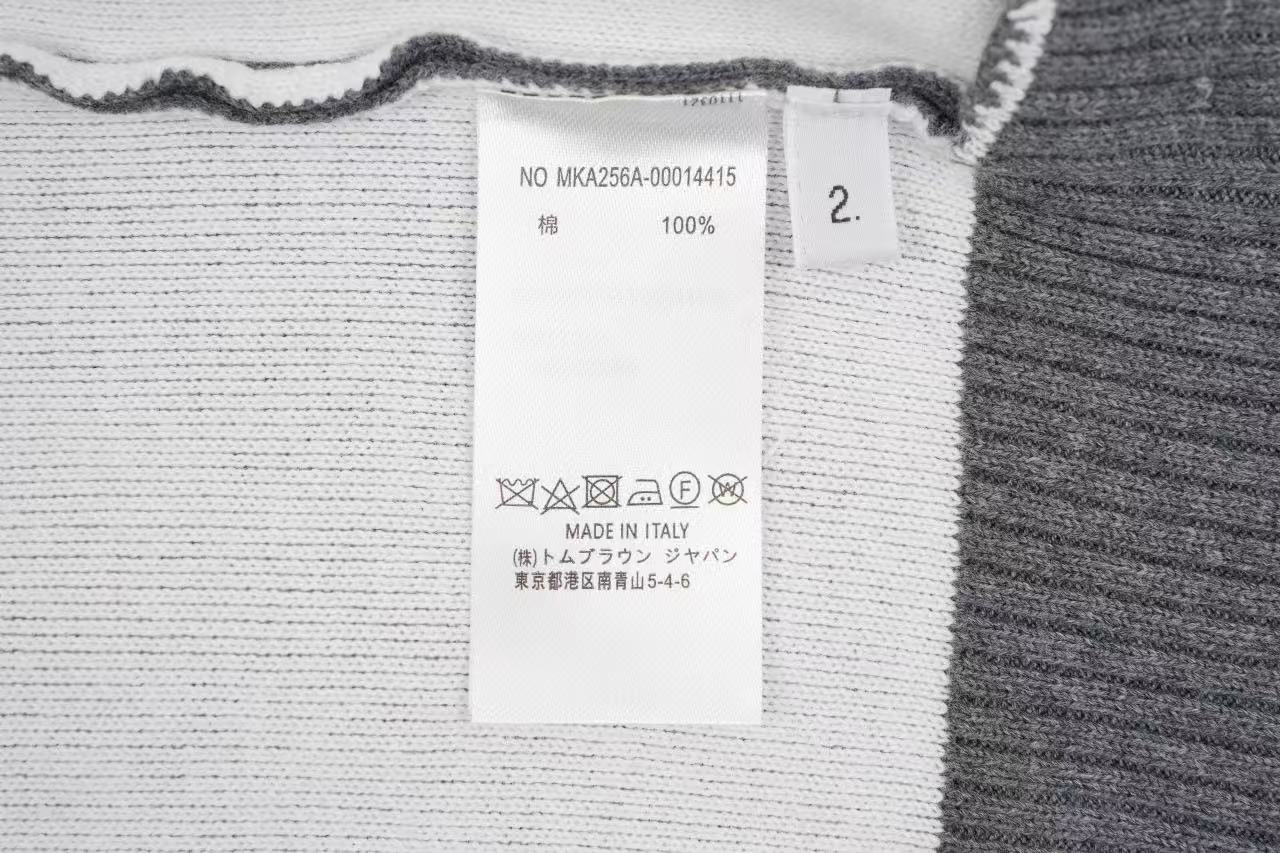 NO MKA256A-00014415
棉 100%
2.
W
F
MADE IN ITALY
(株)トムブラウン ジヤパン
東京都港区南青山5-4-6